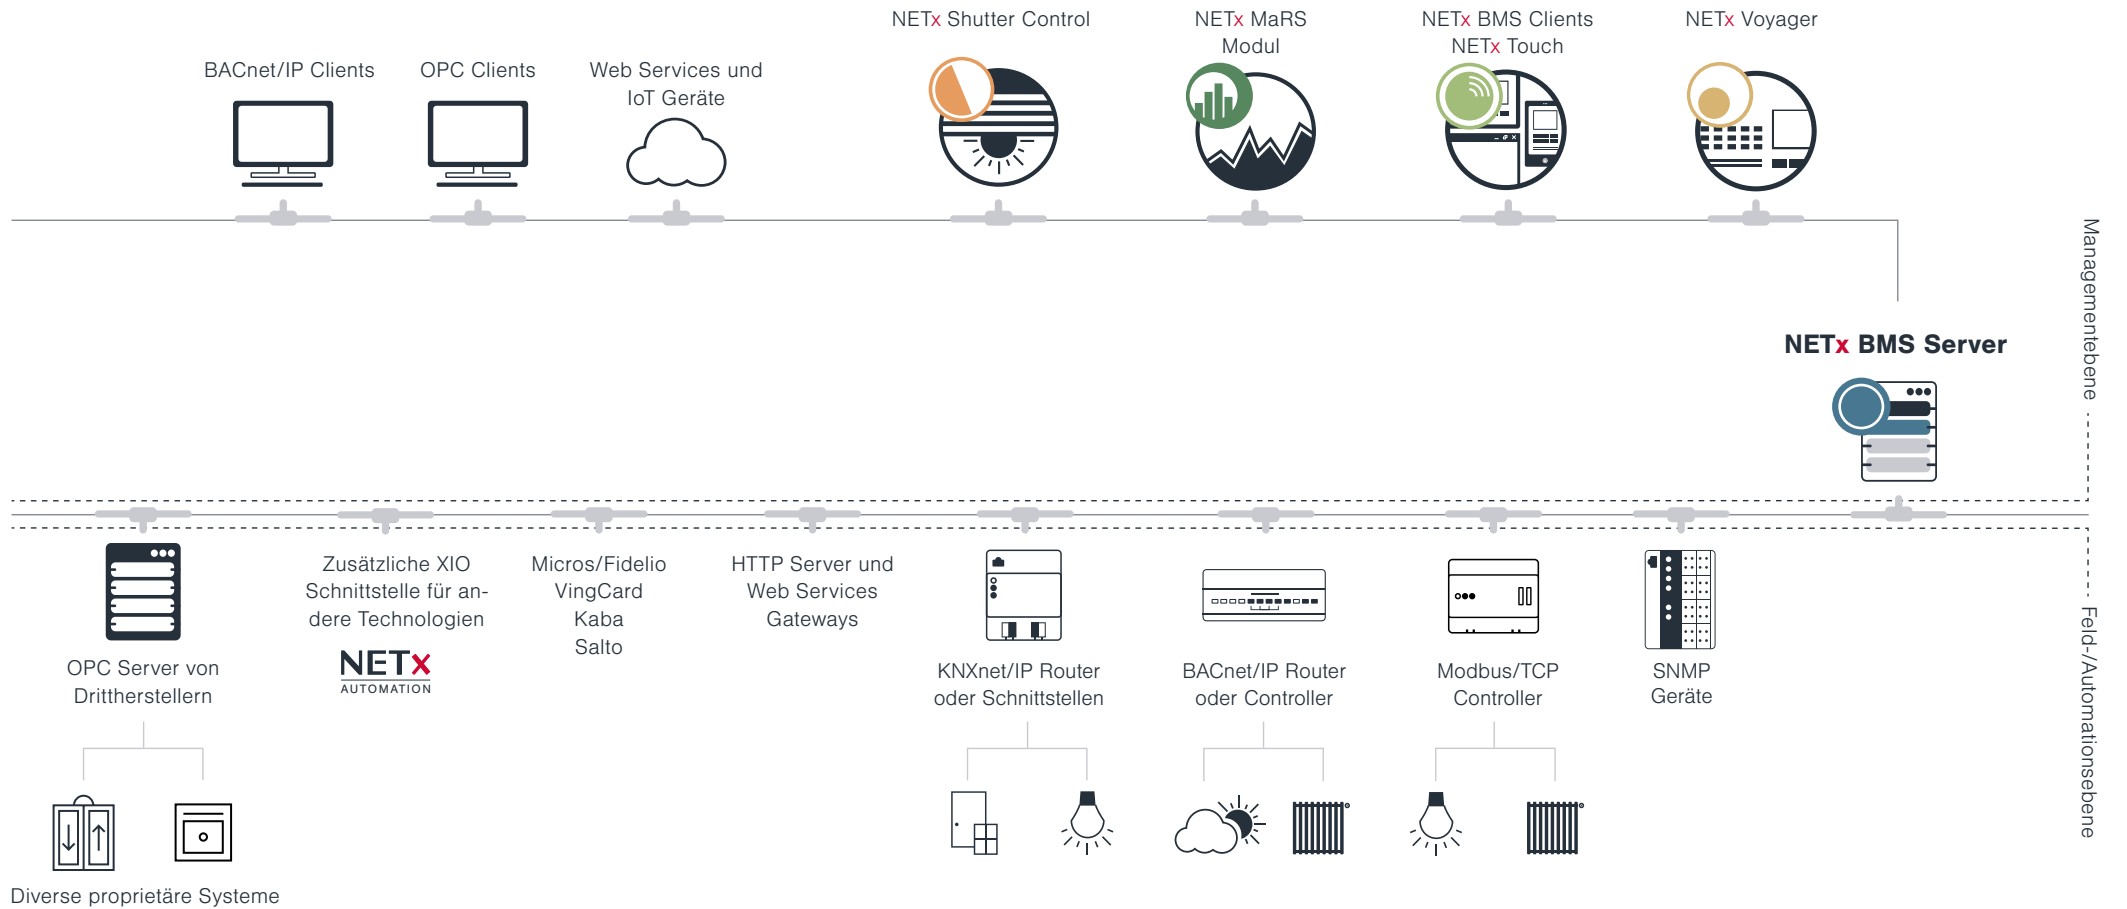 NETx Shutter Control
NETx MaRS
Modul
NETx BMS Clients
NETx Touch
NETx Voyager
BACnet/IP Clients
OPC Clients
Web Services und
IoT Geräte
Managementebene
NETx BMS Server
Feld-/Automationsebene
OPC Server von
Drittherstellern
Zusätzliche XIO
Schnittstelle für an-
dere Technologien
NETx
AUTOMATION
Micros/Fidelio
VingCard
Kaba
Salto
HTTP Server und
Web Services
Gateways
KNXnet/IP Router
oder Schnittstellen
BACnet/IP Router
oder Controller
Modbus/TCP
Controller
SNMP
Geräte
Diverse proprietäre Systeme